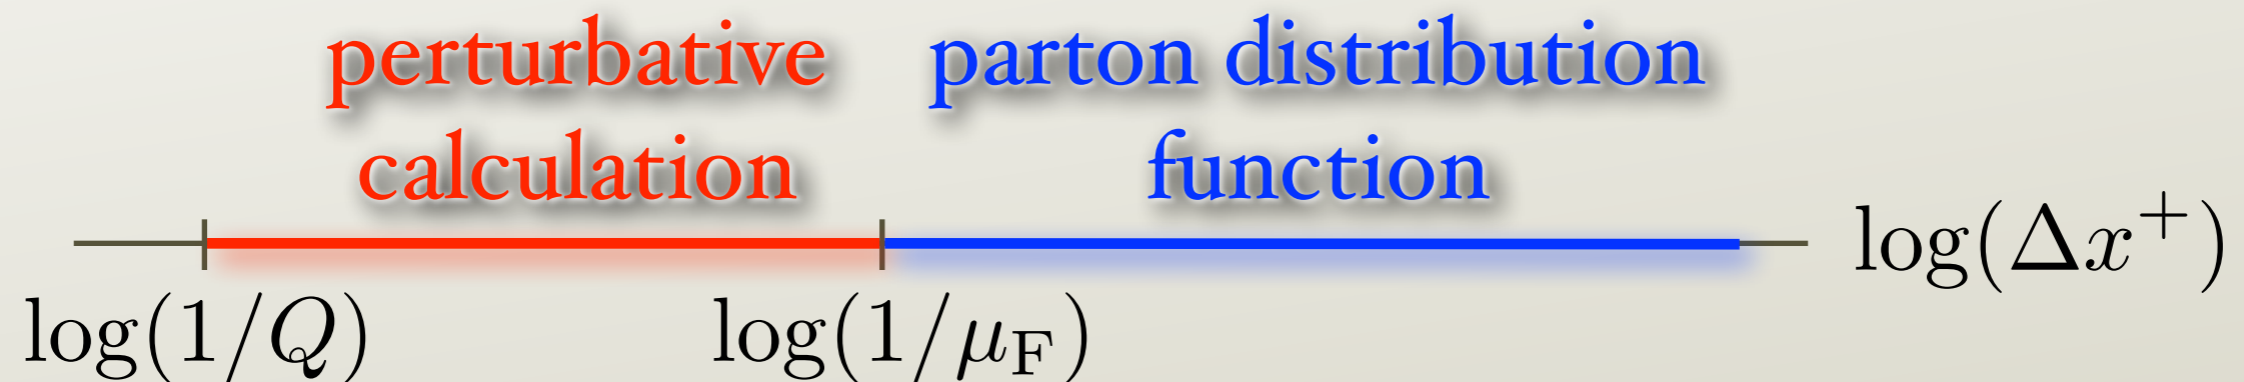 perturbative parton distribution
calculation function
log(Δx⁺)
log(1/Q) log(1/μ_F)